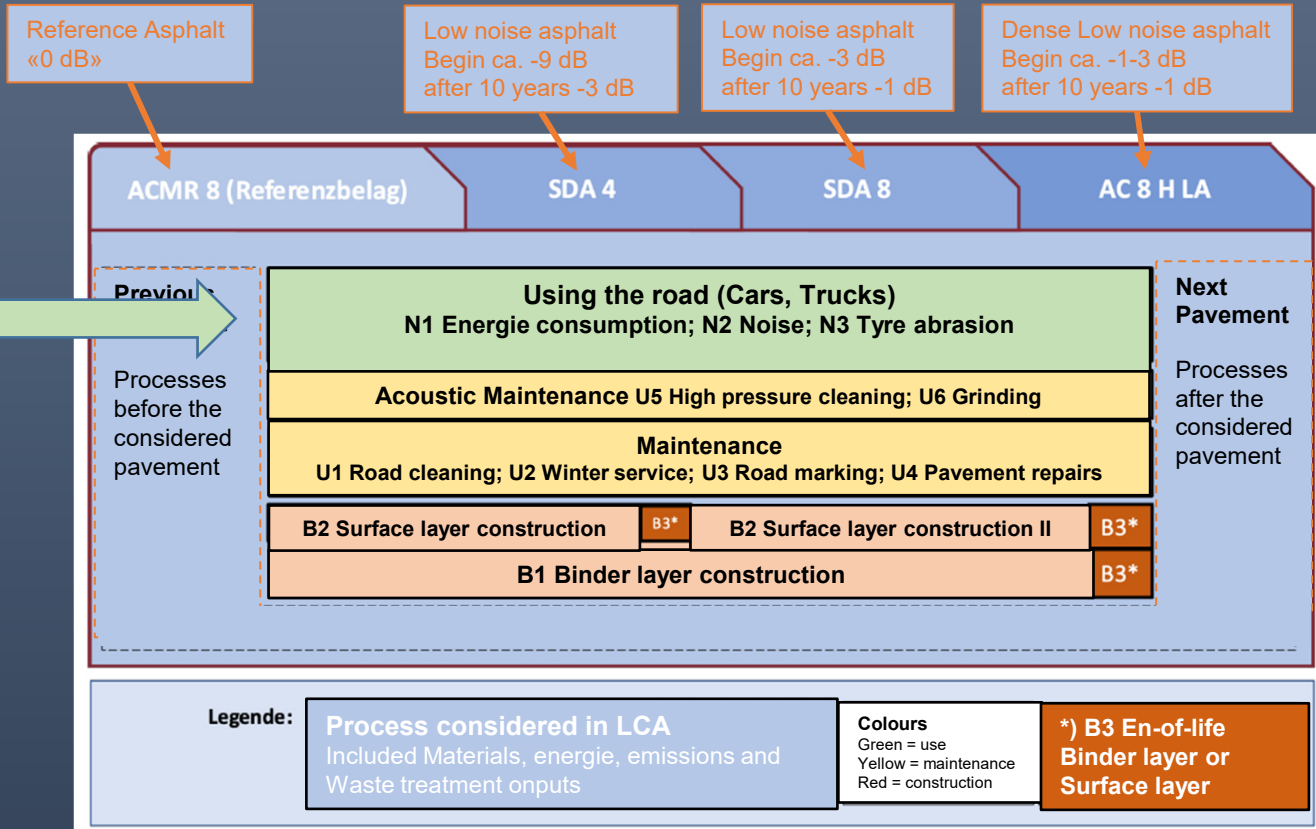 Reference Asphalt
«0 dB»
Low noise asphalt
Begin ca. -9 dB
after 10 years -3 dB
Low noise asphalt
Begin ca. -3 dB
after 10 years -1 dB
Dense Low noise asphalt
Begin ca. -1-3 dB
after 10 years -1 dB
ACMR 8 (Referenzbelag)
SDA 4
SDA 8
AC 8 H LA
Previous
Processes
before the
considered
pavement
Using the road (Cars, Trucks)
N1 Energie consumption; N2 Noise; N3 Tyre abrasion
Acoustic Maintenance U5 High pressure cleaning; U6 Grinding
Maintenance
U1 Road cleaning; U2 Winter service; U3 Road marking; U4 Pavement repairs
B2 Surface layer construction
B3*
B2 Surface layer construction II
B3*
B1 Binder layer construction
B3*
Next
Pavement
Processes
after the
considered
pavement
Legende:
Process considered in LCA
Included Materials, energie, emissions and
Waste treatment onputs
Colours
Green = use
Yellow = maintenance
Red = construction
*) B3 En-of-life
Binder layer or
Surface layer